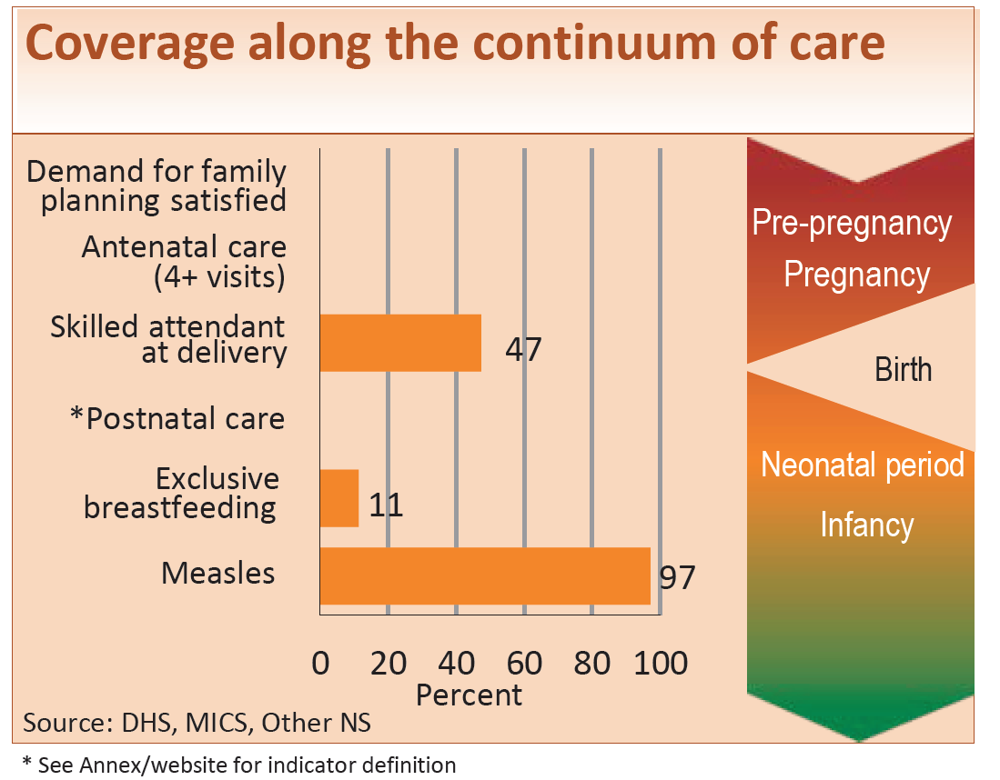 Coverage along the continuum of care
Demand for family
planning satisfied
Antenatal care
(4+ visits)
Skilled attendant
at delivery
47
*Postnatal care
Exclusive
breastfeeding
11
Measles
97
0 20 40 60 80 100
Percent
Pre-pregnancy
Pregnancy
Birth
Neonatal period
Infancy
Source: DHS, MICS, Other NS
* See Annex/website for indicator definition